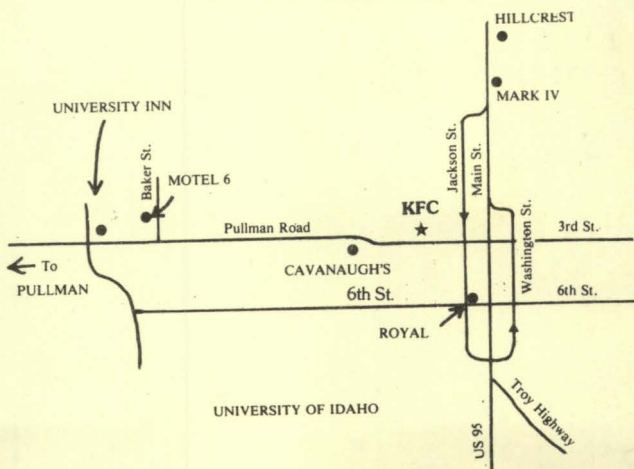 HILLCREST
MARK IV
UNIVERSITY INN
Baker St.
MOTEL 6
Jackson St.
Main St.
Washington St.
KFC
Pullman Road
3rd St.
To
PULLMAN
CAVANAUGH'S
6th St.
6th St.
ROYAL
UNIVERSITY OF IDAHO
US 95
Troy Highway